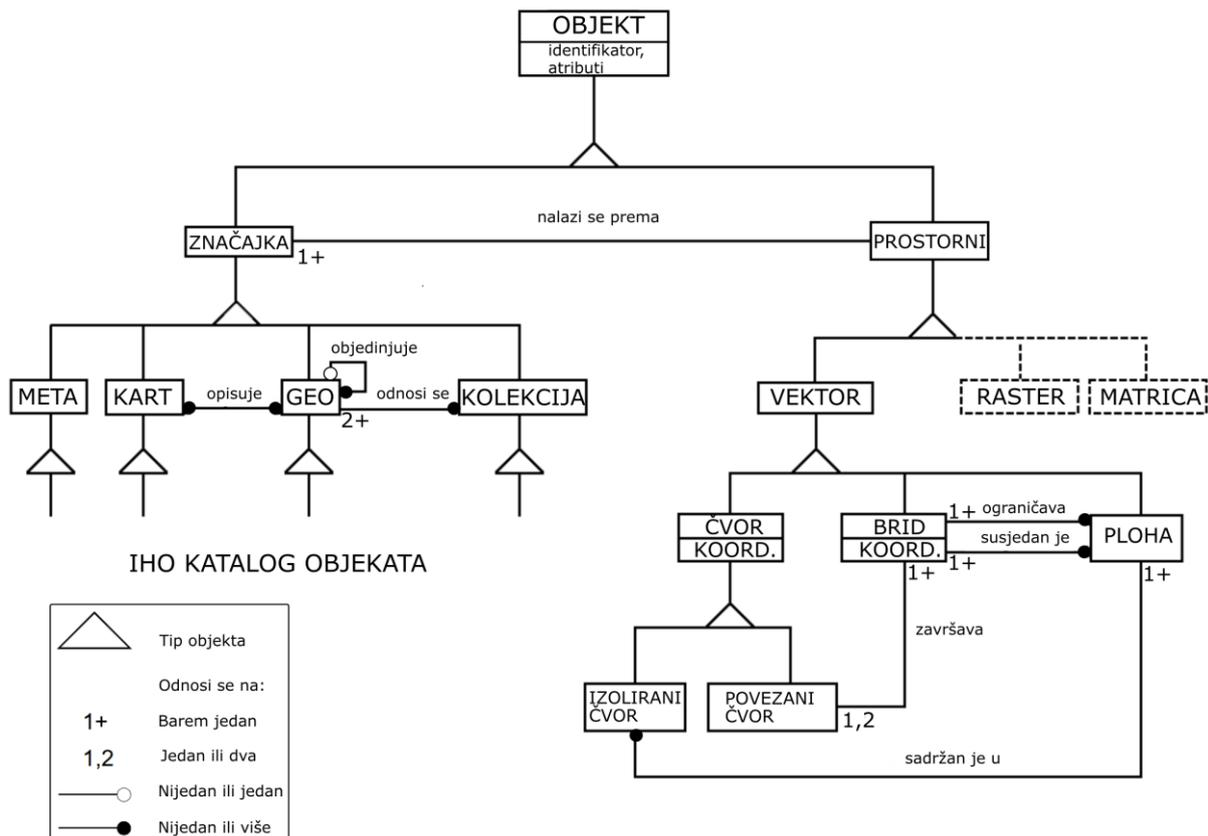 OBJEKT
identifikator,
atributi
nalazi se prema
ZNAČAJKA
1+
PROSTORNI
objedinjuje
META
KART
opisuje
GEO
2+
odnosi se
KOLEKCIJA
VEKTOR
RASTER
MATRICA
ČVOR
KOORD.
BRID
KOORD.
1+
ograničava
1+
susjedan je
PLOHA
1+
1+
IHO KATALOG OBJEKATA
završava
IZOLIRANI
ČVOR
POVEZANI
ČVOR
1,2
sadržan je u
Tip objekta
Odnosi se na:
1+ Barem jedan
1,2 Jedan ili dva
Nijedan ili jedan
Nijedan ili više